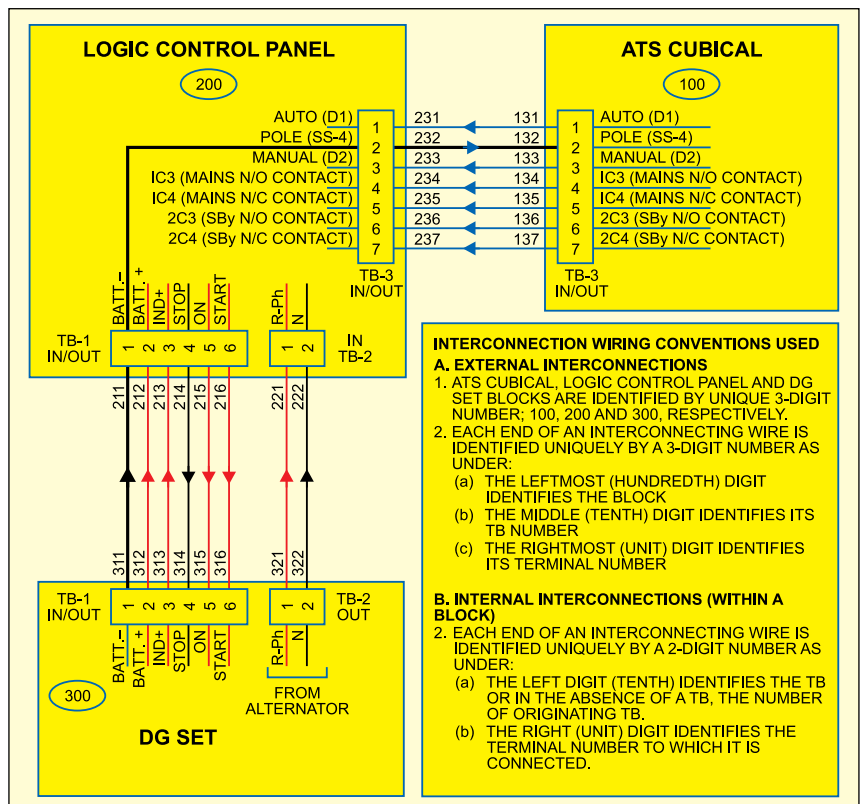 LOGIC CONTROL PANEL
200
AUTO (D1)
POLE (SS-4)
MANUAL (D2)
IC3 (MAINS N/O CONTACT)
IC4 (MAINS N/C CONTACT)
2C3 (SBy N/O CONTACT)
2C4 (SBy N/C CONTACT)
1
2
3
4
5
6
7
TB-3
IN/OUT
231
232
233
234
235
236
237
131
132
133
134
135
136
137
ATS CUBICAL
100
1
2
3
4
5
6
7
AUTO (D1)
POLE (SS-4)
MANUAL (D2)
IC3 (MAINS N/O CONTACT)
IC4 (MAINS N/C CONTACT)
2C3 (SBy N/O CONTACT)
2C4 (SBy N/C CONTACT)
TB-3
IN/OUT
BATT.–
BATT. +
IND+
STOP
ON
START
R-Ph
N
TB-1
IN/OUT
1
2
3
4
5
6
1
2
IN
TB-2
211
212
213
214
215
216
221
222
311
312
313
314
315
316
321
322
TB-1
IN/OUT
1
2
3
4
5
6
1
2
TB-2
OUT
BATT.–
BATT. +
IND+
STOP
ON
START
R-Ph
N
FROM
ALTERNATOR
300
DG SET
INTERCONNECTION WIRING CONVENTIONS USED
A. EXTERNAL INTERCONNECTIONS
1. ATS CUBICAL, LOGIC CONTROL PANEL AND DG
SET BLOCKS ARE IDENTIFIED BY UNIQUE 3-DIGIT
NUMBER; 100, 200 AND 300, RESPECTIVELY.
2. EACH END OF AN INTERCONNECTING WIRE IS
IDENTIFIED UNIQUELY BY A 3-DIGIT NUMBER AS
UNDER:
(a) THE LEFTMOST (HUNDREDTH) DIGIT
IDENTIFIES THE BLOCK
(b) THE MIDDLE (TENTH) DIGIT IDENTIFIES ITS
TB NUMBER
(c) THE RIGHTMOST (UNIT) DIGIT IDENTIFIES
ITS TERMINAL NUMBER
B. INTERNAL INTERCONNECTIONS (WITHIN A
BLOCK)
2. EACH END OF AN INTERCONNECTING WIRE IS
IDENTIFIED UNIQUELY BY A 2-DIGIT NUMBER AS
UNDER:
(a) THE LEFT DIGIT (TENTH) IDENTIFIES THE TB
OR IN THE ABSENCE OF A TB, THE NUMBER
OF ORIGINATING TB.
(b) THE RIGHT (UNIT) DIGIT IDENTIFIES THE
TERMINAL NUMBER TO WHICH IT IS
CONNECTED.